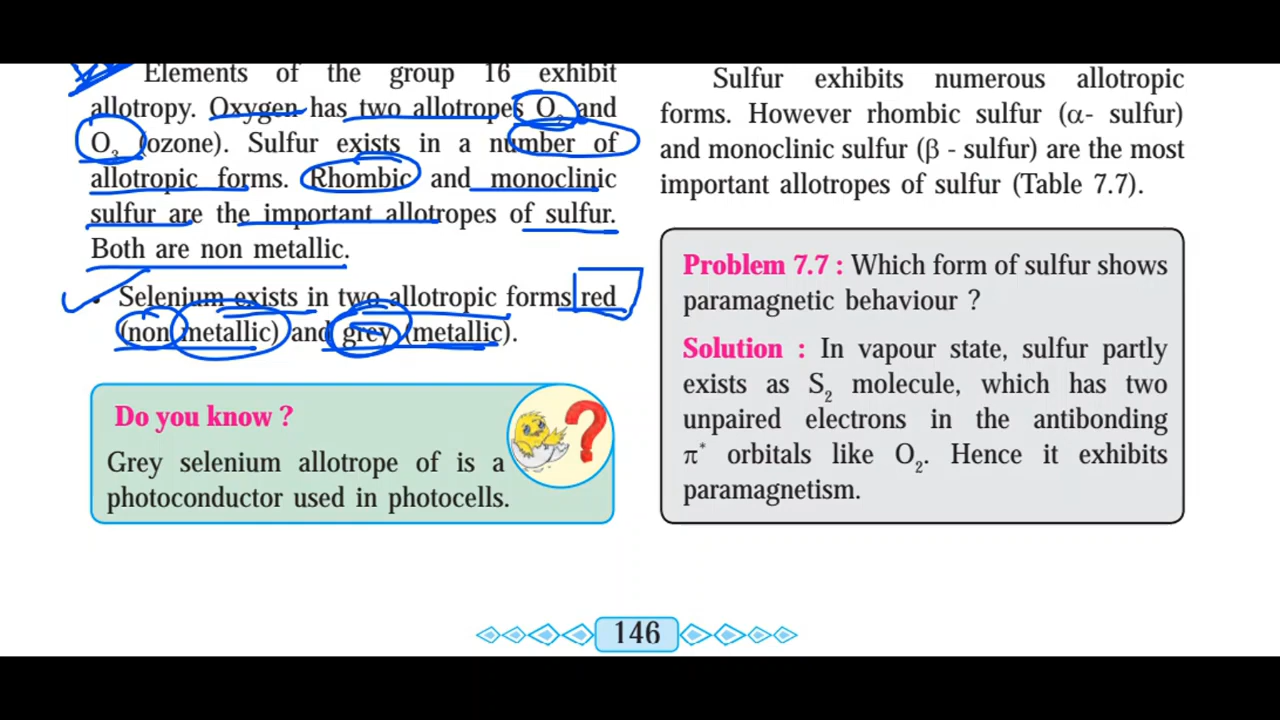 Elements of the group 16 exhibit
allotropy. Oxygen has two allotropes O₂ and
O₃ (ozone). Sulfur exists in a number of
allotropic forms. Rhombic and monoclinic
sulfur are the important allotropes of sulfur.
Both are non metallic.
• Selenium exists in two allotropic forms red
(non metallic) and grey (metallic).
Do you know ?
Grey selenium allotrope of is a
photoconductor used in photocells.
?
Sulfur exhibits numerous allotropic
forms. However rhombic sulfur (α- sulfur)
and monoclinic sulfur (β - sulfur) are the most
important allotropes of sulfur (Table 7.7).
Problem 7.7 : Which form of sulfur shows
paramagnetic behaviour ?
Solution : In vapour state, sulfur partly
exists as S₂ molecule, which has two
unpaired electrons in the antibonding
π* orbitals like O₂. Hence it exhibits
paramagnetism.
146